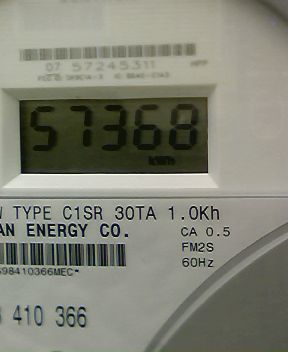 07 57245311
57368
kWh
TYPE C1SR 30TA 1.0Kh
AN ENERGY CO.
CA 0.5
FM2S
60Hz
98410366MEC*
410 366